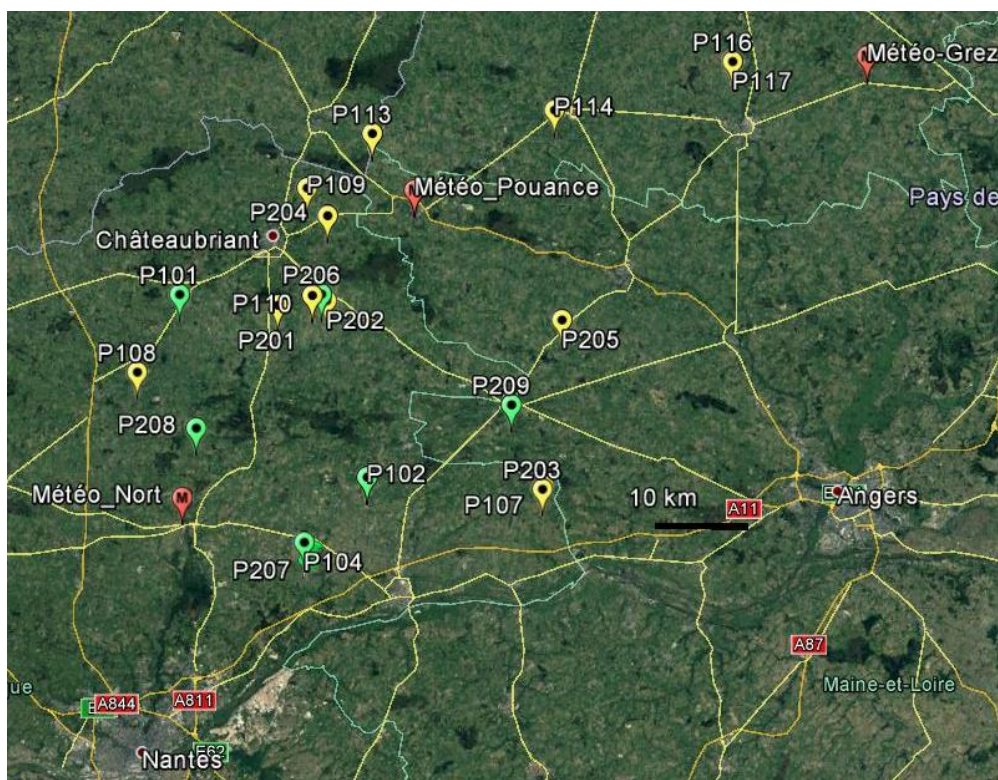 P116
Météo-Grez
P117
P114
P113
P109
Météo_Pouance
Pays de
P204
Châteaubriant
P101
P206
P110
P202
P201
P205
P108
P209
P208
P102
P203
Météo_Nort
M
P107
10 km
Angers
A11
P207
P104
A87
ue
Maine-et-Loire
A844
A811
Nantes
E62